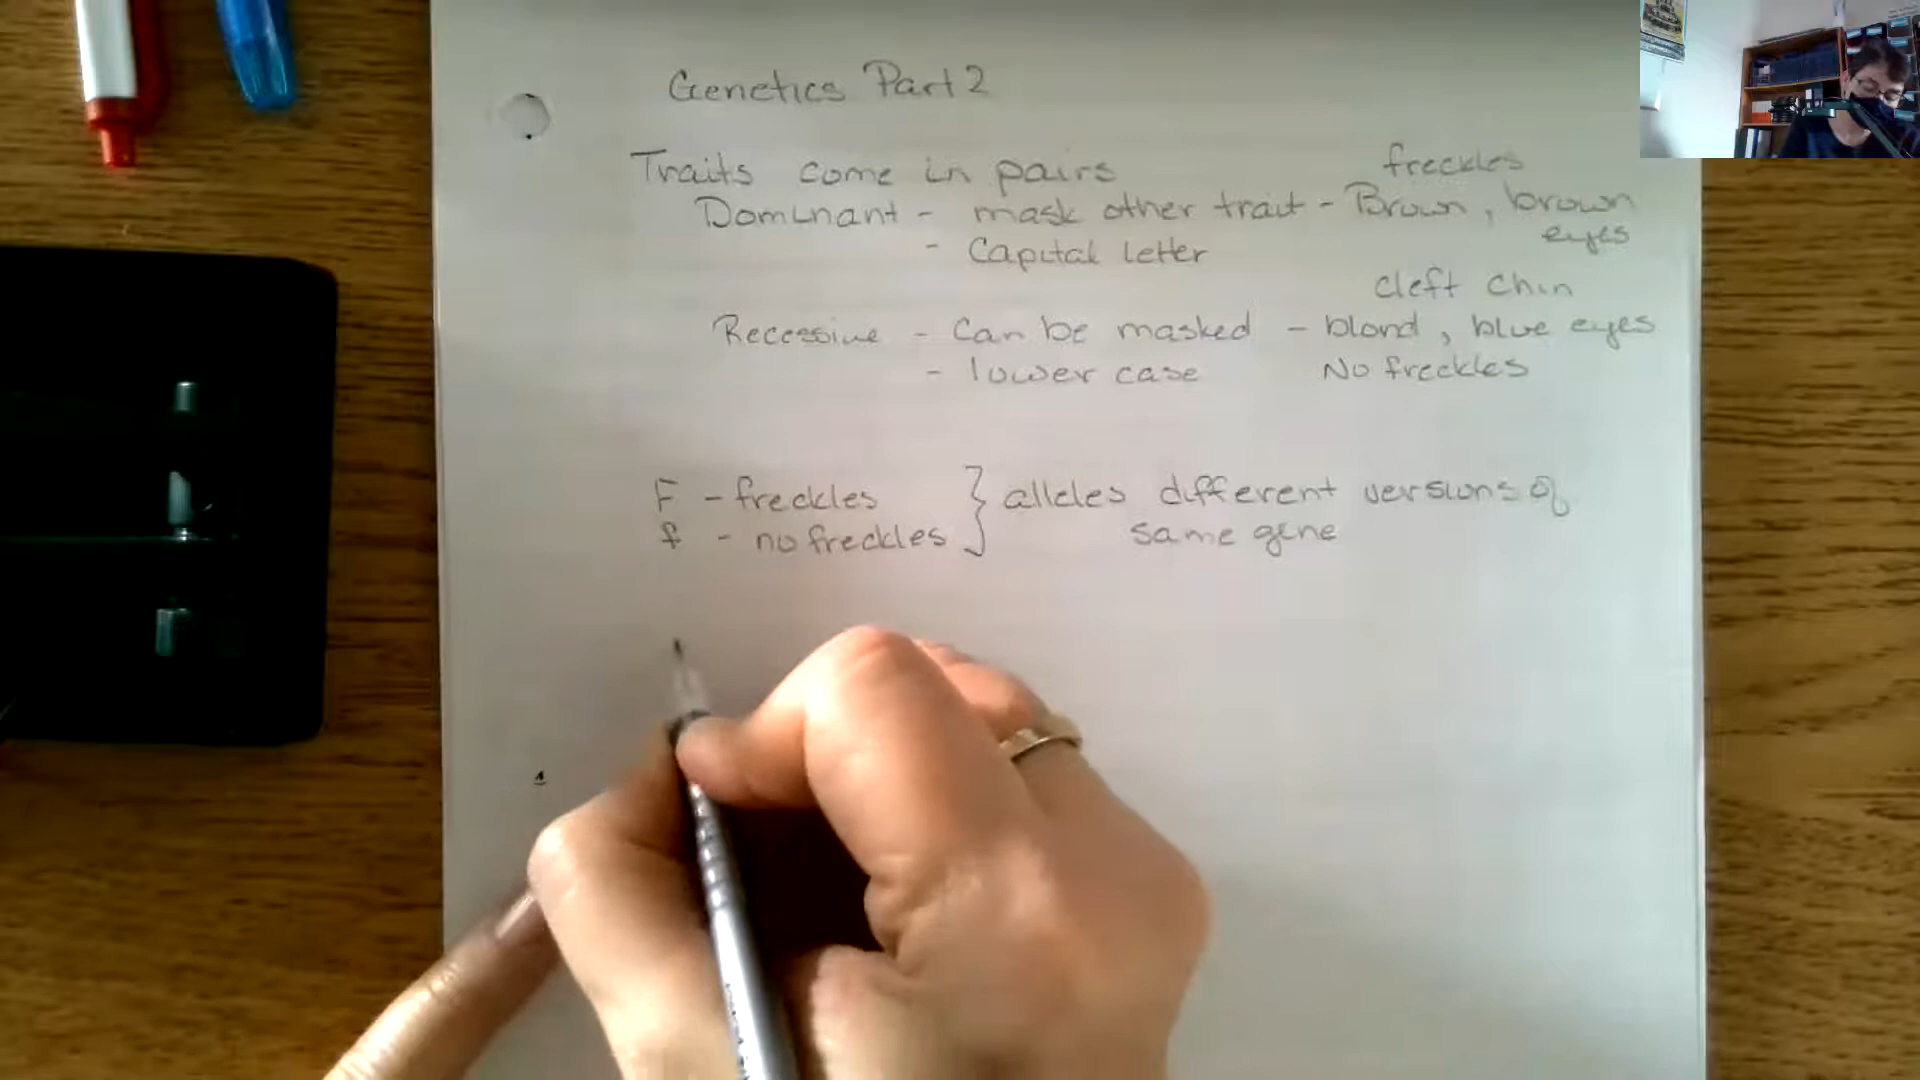 Genetics Part 2
Traits come in pairs
freckles
Dominant - mask other trait - Brown, brown
eyes
- Capital letter
cleft chin
Recessive - can be masked - blond, blue eyes
- lower case No freckles
F - freckles } alleles different versions of
f - no freckles same gene